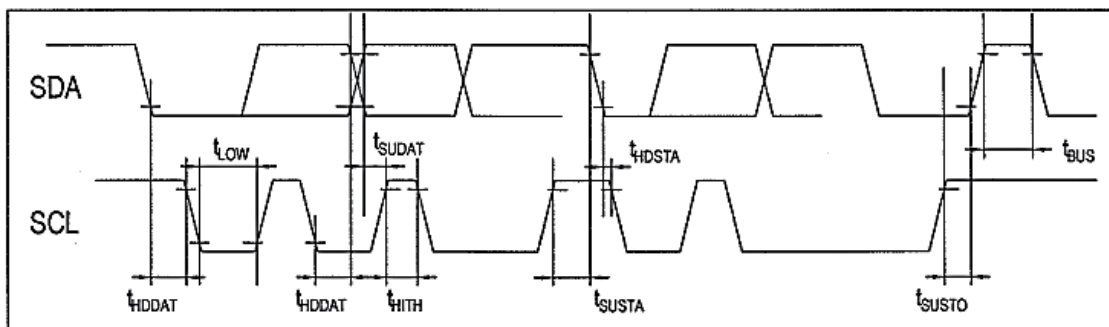 SDA
tSUDAT
tLOW
tHDSTA
tBUS
SCL
tHDDAT
tHDDAT
tHITH
tSUSTA
tSUSTO